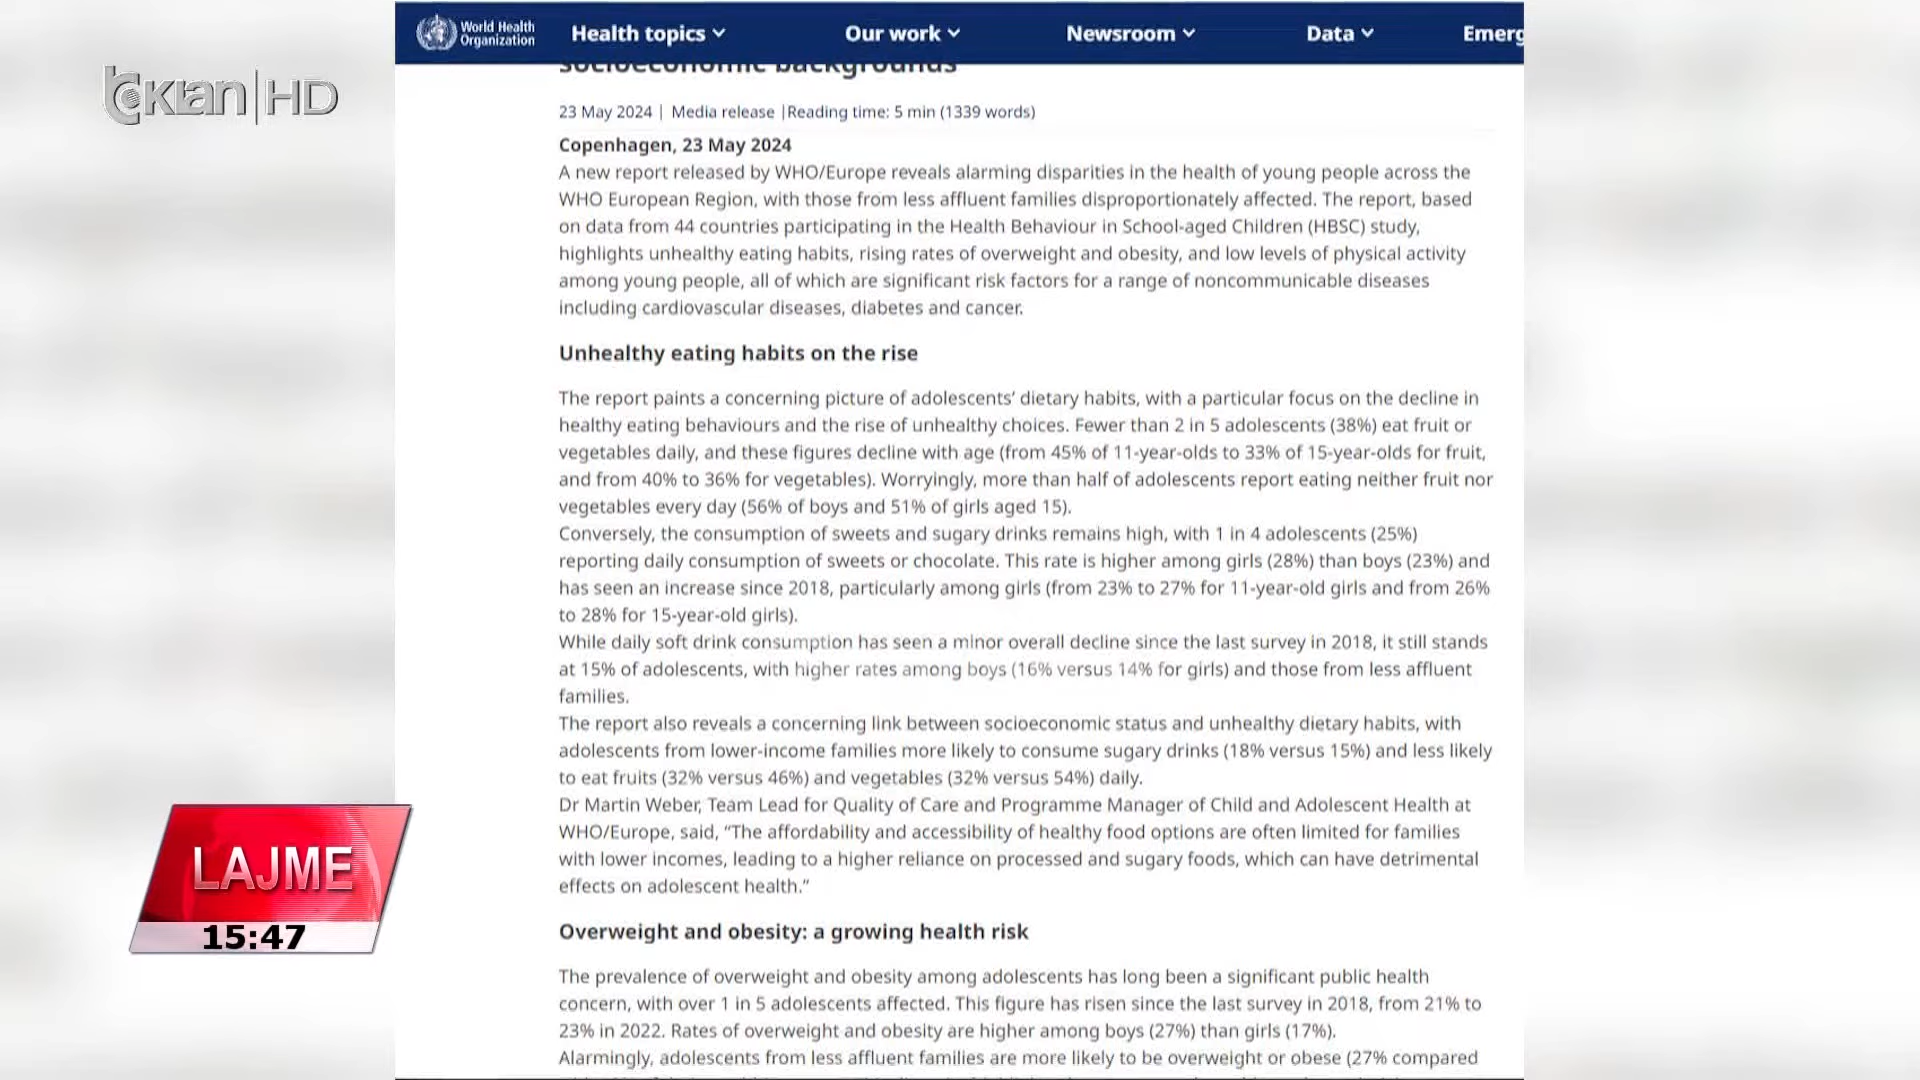 World Health
Organization
Health topics
Our work
Newsroom
Data
Emerg
tv KLAN HD
socioeconomic backgrounds
23 May 2024 | Media release |Reading time: 5 min (1339 words)
Copenhagen, 23 May 2024
A new report released by WHO/Europe reveals alarming disparities in the health of young people across the
WHO European Region, with those from less affluent families disproportionately affected. The report, based
on data from 44 countries participating in the Health Behaviour in School-aged Children (HBSC) study,
highlights unhealthy eating habits, rising rates of overweight and obesity, and low levels of physical activity
among young people, all of which are significant risk factors for a range of noncommunicable diseases
including cardiovascular diseases, diabetes and cancer.
Unhealthy eating habits on the rise
The report paints a concerning picture of adolescents’ dietary habits, with a particular focus on the decline in
healthy eating behaviours and the rise of unhealthy choices. Fewer than 2 in 5 adolescents (38%) eat fruit or
vegetables daily, and these figures decline with age (from 45% of 11-year-olds to 33% of 15-year-olds for fruit,
and from 40% to 36% for vegetables). Worryingly, more than half of adolescents report eating neither fruit nor
vegetables every day (56% of boys and 51% of girls aged 15).
Conversely, the consumption of sweets and sugary drinks remains high, with 1 in 4 adolescents (25%)
reporting daily consumption of sweets or chocolate. This rate is higher among girls (28%) than boys (23%) and
has seen an increase since 2018, particularly among girls (from 23% to 27% for 11-year-old girls and from 26%
to 28% for 15-year-old girls).
While daily soft drink consumption has seen a minor overall decline since the last survey in 2018, it still stands
at 15% of adolescents, with higher rates among boys (16% versus 14% for girls) and those from less affluent
families.
The report also reveals a concerning link between socioeconomic status and unhealthy dietary habits, with
adolescents from lower-income families more likely to consume sugary drinks (18% versus 15%) and less likely
to eat fruits (32% versus 46%) and vegetables (32% versus 54%) daily.
Dr Martin Weber, Team Lead for Quality of Care and Programme Manager of Child and Adolescent Health at
WHO/Europe, said, “The affordability and accessibility of healthy food options are often limited for families
with lower incomes, leading to a higher reliance on processed and sugary foods, which can have detrimental
effects on adolescent health.”
LAJME
15:47
Overweight and obesity: a growing health risk
The prevalence of overweight and obesity among adolescents has long been a significant public health
concern, with over 1 in 5 adolescents affected. This figure has risen since the last survey in 2018, from 21% to
23% in 2022. Rates of overweight and obesity are higher among boys (27%) than girls (17%).
Alarmingly, adolescents from less affluent families are more likely to be overweight or obese (27% compared